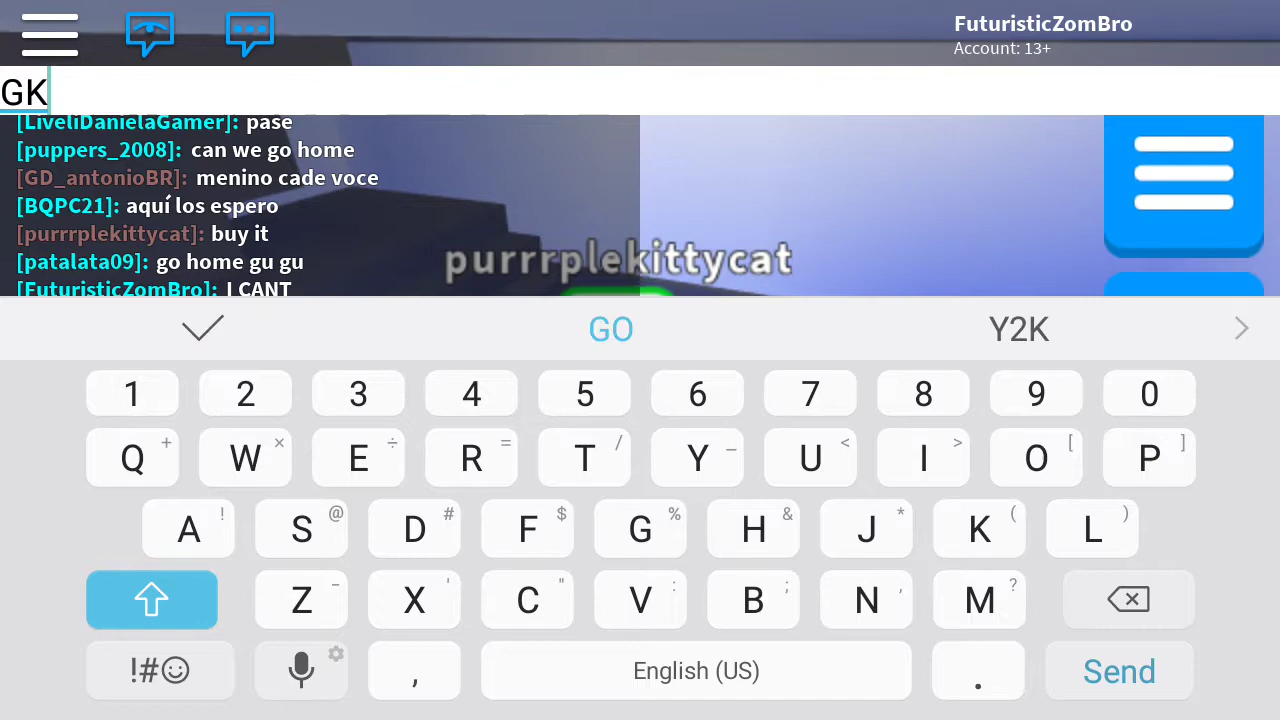 FuturisticZomBro
Account: 13+
GK
[LiveliDanielaGamer]: pase
[puppers_2008]: can we go home
[GD_antonioBR]: menino cade voce
[BQPC21]: aquí los espero
[purrrplekittycat]: buy it
[patalata09]: go home gu gu
[FuturisticZomBro]: I CANT
purrrplekittycat
GO Y2K
1 2 3 4 5 6 7 8 9 0
Q + W × E ÷ R = T / Y _ U < I > O [ P ]
A ! S @ D # F $ G % H & J * K ( L )
Z - X ' C " V : B ; N , M ?
!#☺ , English (US) . Send